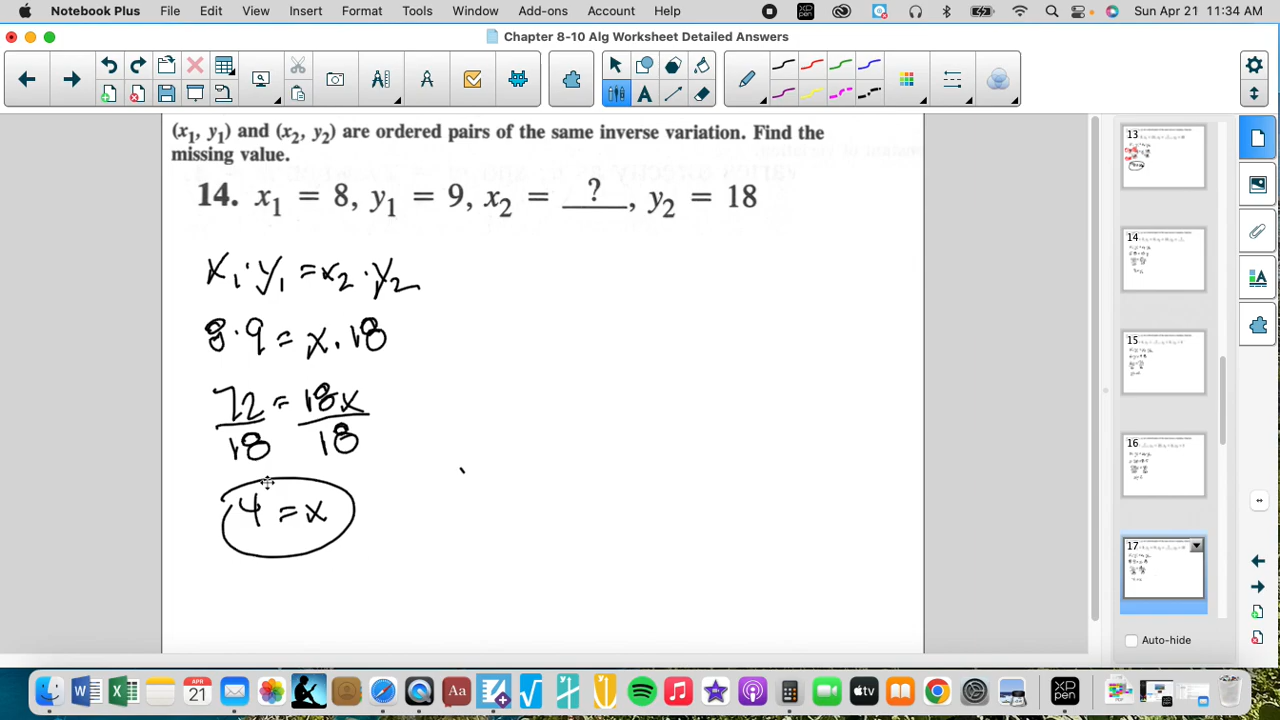 Notebook Plus File Edit View Insert Format Tools Window Add-ons Account Help Sun Apr 21 11:34 AM
Chapter 8-10 Alg Worksheet Detailed Answers
(x₁, y₁) and (x₂, y₂) are ordered pairs of the same inverse variation. Find the
missing value.
14. x₁ = 8, y₁ = 9, x₂ = ?, y₂ = 18
x₁·y₁ = x₂·y₂
8·9 = x·18
72 = 18x
18 18
4 = x
13
14
15
16
17
Auto-hide
APR
21